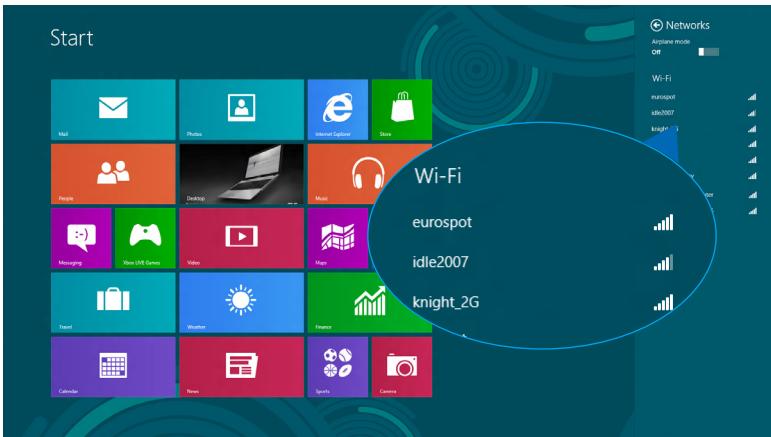 Start
Networks
Airplane mode
Off
Wi-Fi
eurospot
idle2007
Mail
Photos
Internet Explorer
Store
People
Desktop
Music
Messaging
Xbox LIVE Games
Video
Maps
Travel
Weather
Finance
Calendar
News
Sports
Camera
Wi-Fi
eurospot
idle2007
knight_2G